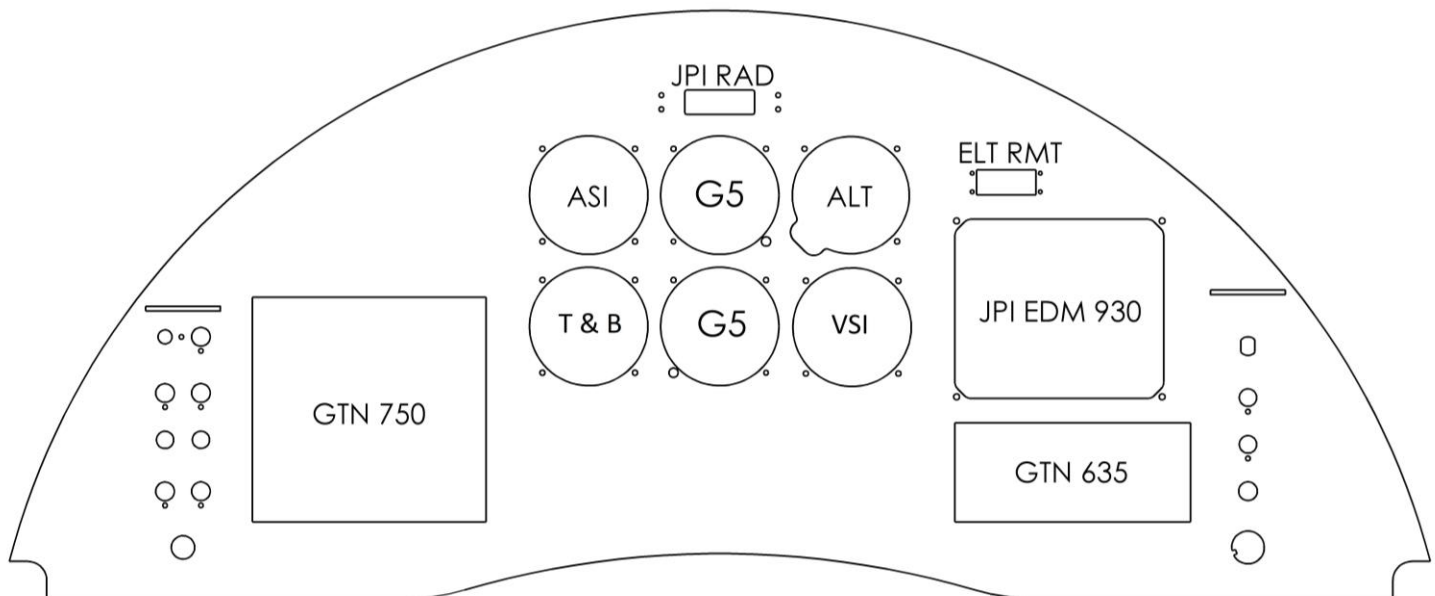 JPI RAD
ELT RMT
ASI
G5
ALT
T & B
G5
VSI
JPI EDM 930
GTN 750
GTN 635